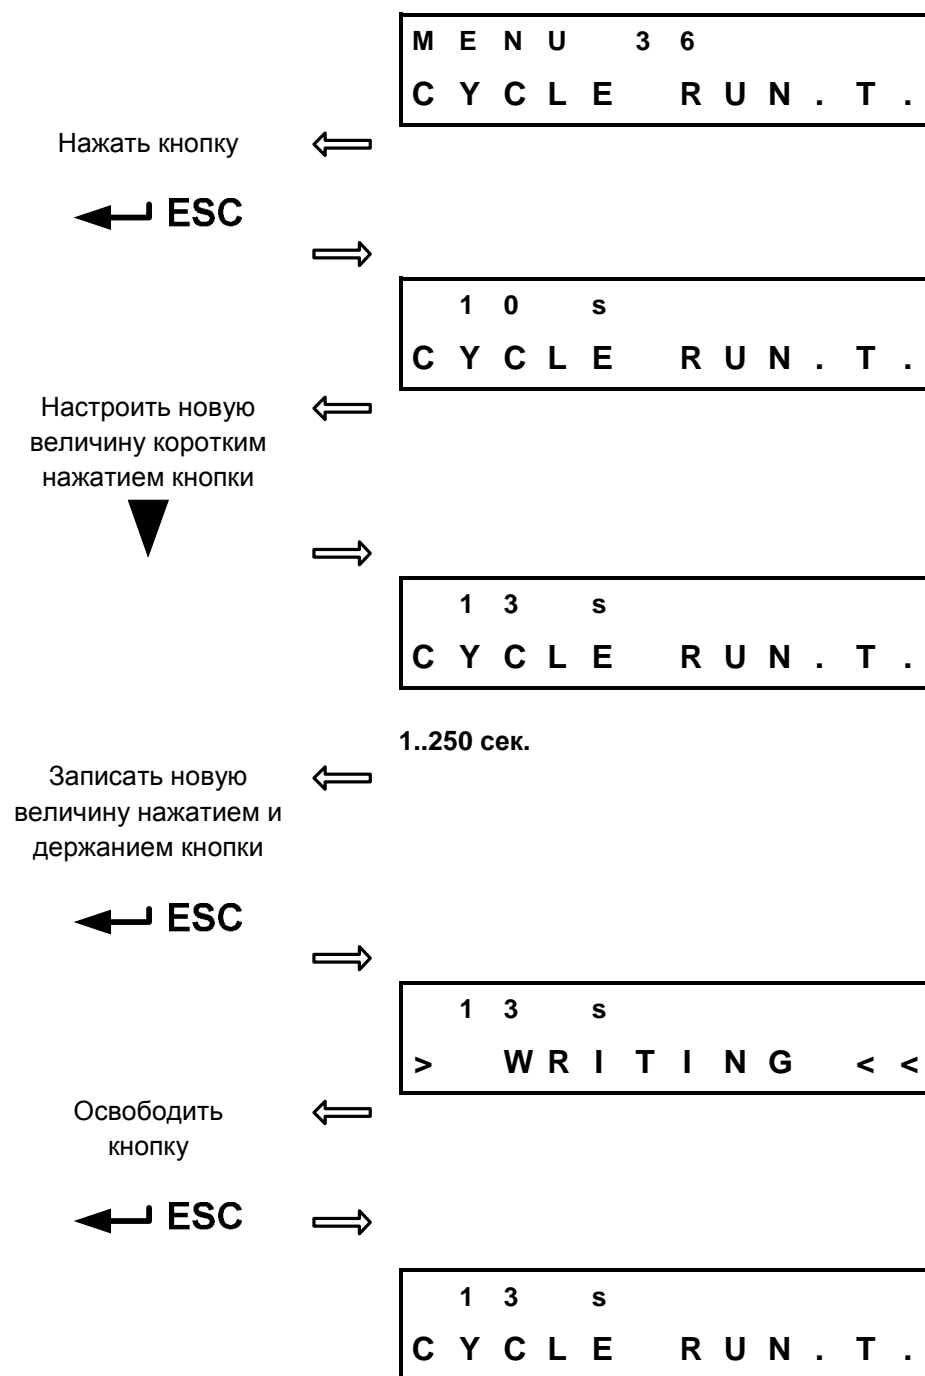 MENU 36
CYCLE RUN.T.
Нажать кнопку
ESC
10 s
CYCLE RUN.T.
Настроить новую
величину коротким
нажатием кнопки
13 s
CYCLE RUN.T.
1..250 сек.
Записать новую
величину нажатием и
держанием кнопки
ESC
13 s
> WRITING <<
Освободить
кнопку
ESC
13 s
CYCLE RUN.T.